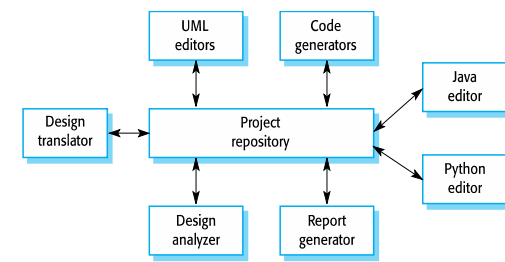 UML
editors
Code
generators
Java
editor
Design
translator
Project
repository
Python
editor
Design
analyzer
Report
generator